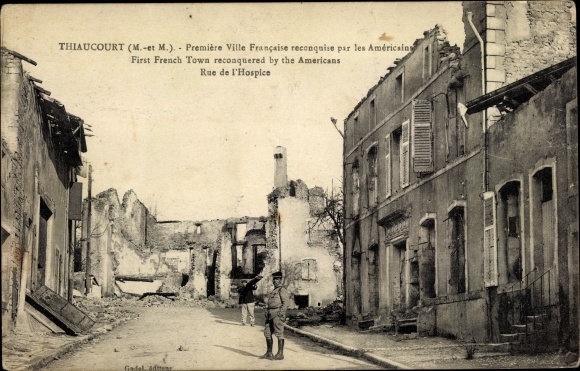 THIAUCOURT (M.-et M.). - Première Ville Française reconquise par les Américains
First French Town reconquered by the Americans
Rue de l'Hospice
Gadel, éditeur